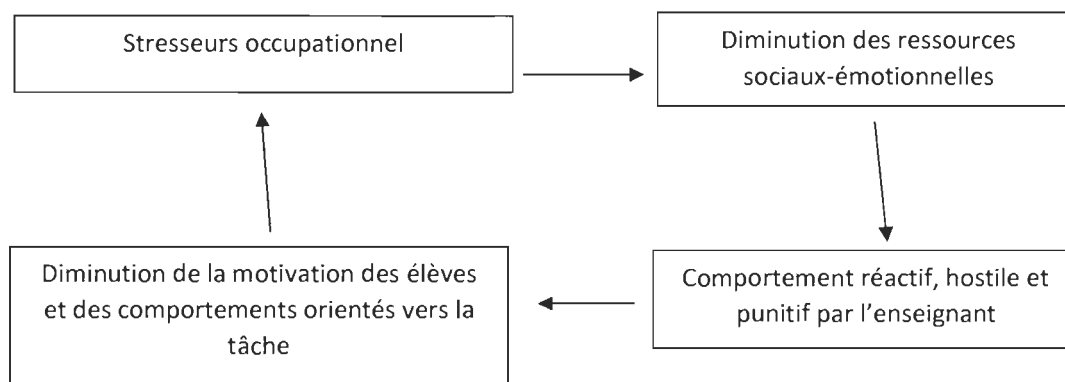 Stresseurs occupationnel
Diminution des ressources
sociaux-émotionnelles
Comportement réactif, hostile et
punitif par l'enseignant
Diminution de la motivation des élèves
et des comportements orientés vers la
tâche